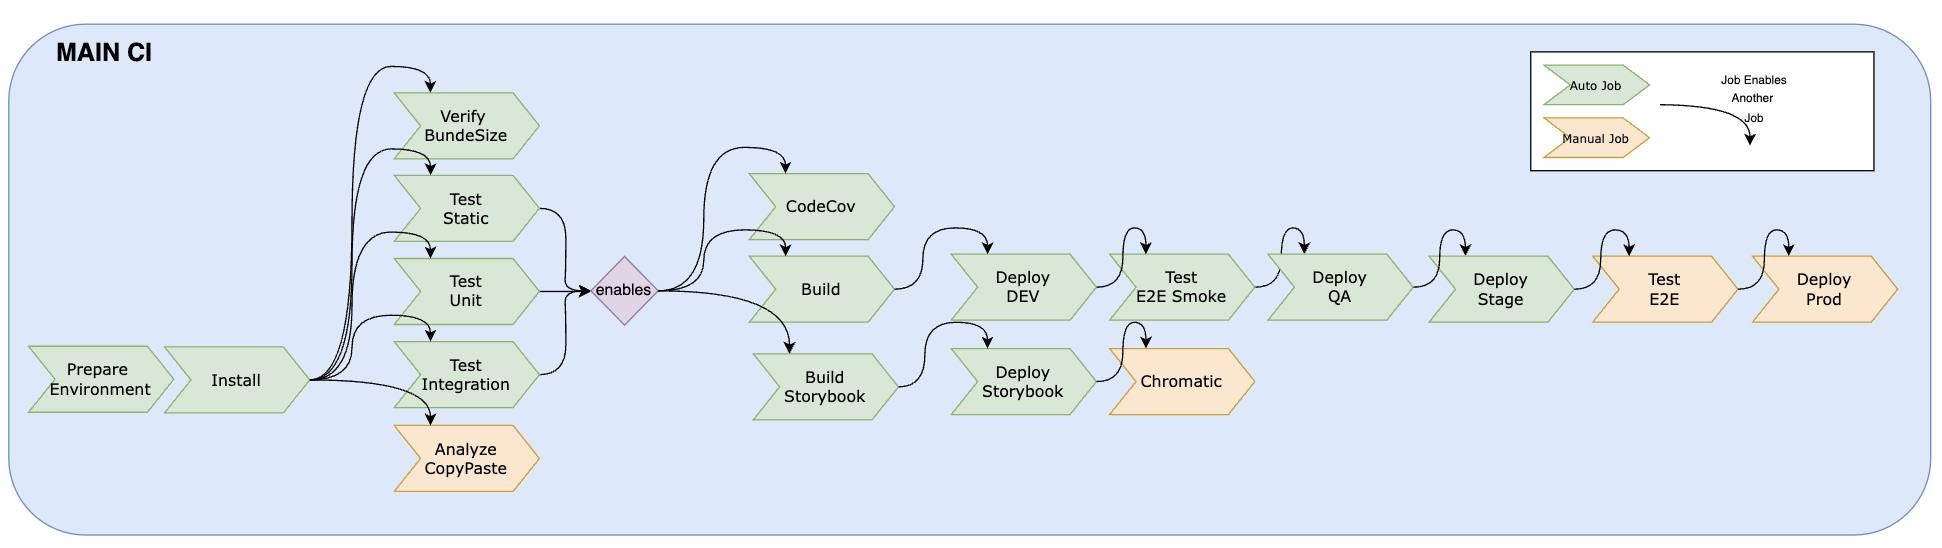 MAIN CI
Auto Job
Manual Job
Job Enables
Another
Job
Prepare
Environment
Install
Verify
BundeSize
Test
Static
Test
Unit
Test
Integration
Analyze
CopyPaste
enables
CodeCov
Build
Build
Storybook
Deploy
DEV
Deploy
Storybook
Test
E2E Smoke
Chromatic
Deploy
QA
Deploy
Stage
Test
E2E
Deploy
Prod